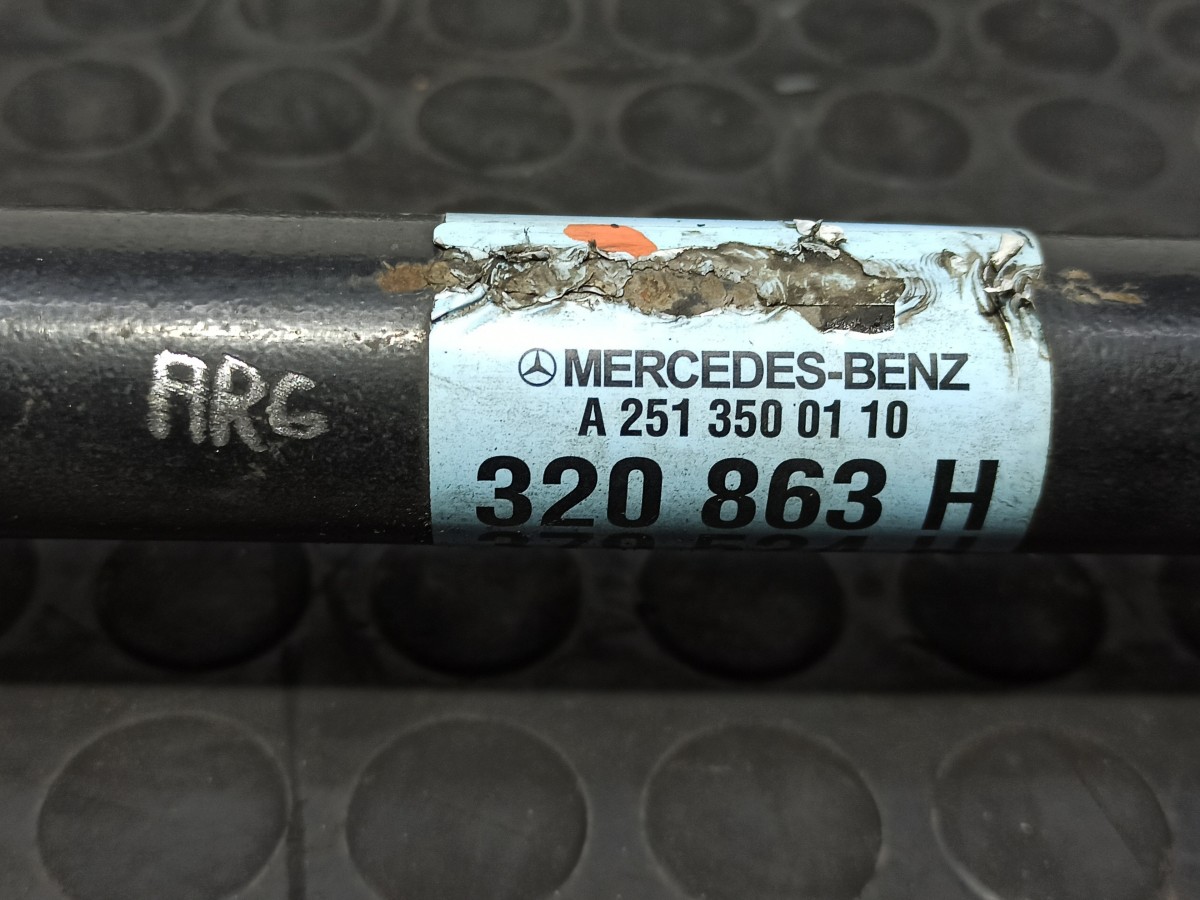 ARG
MERCEDES-BENZ
A 251 350 01 10
320 863 H